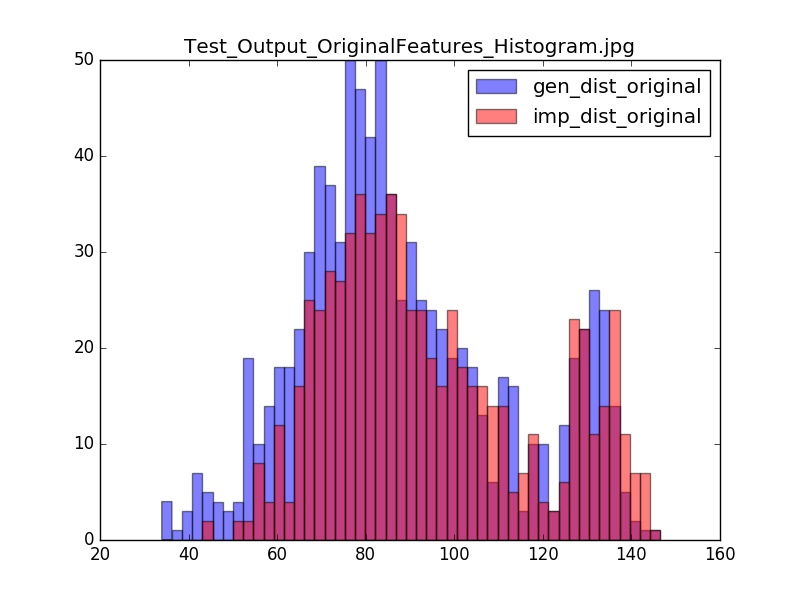 Test_Output_OriginalFeatures_Histogram.jpg
gen_dist_original
imp_dist_original
50
40
30
20
10
0
20 40 60 80 100 120 140 160